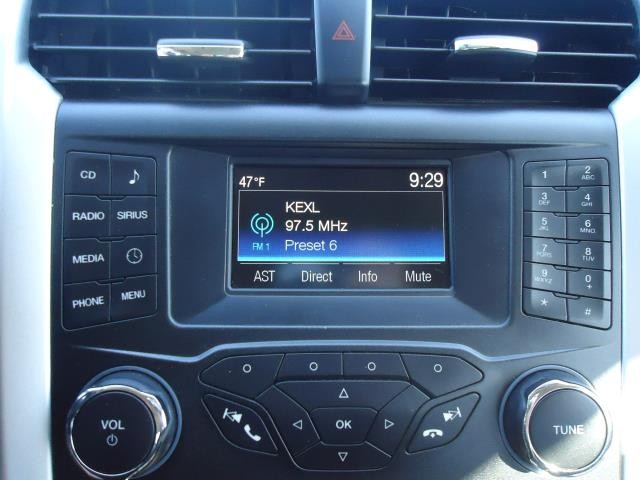 47°F 9:29
KEXL
97.5 MHz
FM 1 Preset 6
AST Direct Info Mute
CD
RADIO SIRIUS
MEDIA
PHONE MENU
1 2 ABC
3 DEF 4 GHI
5 JKL 6 MNO
7 PQRS 8 TUV
9 WXYZ 0 +
* #
VOL
OK
TUNE